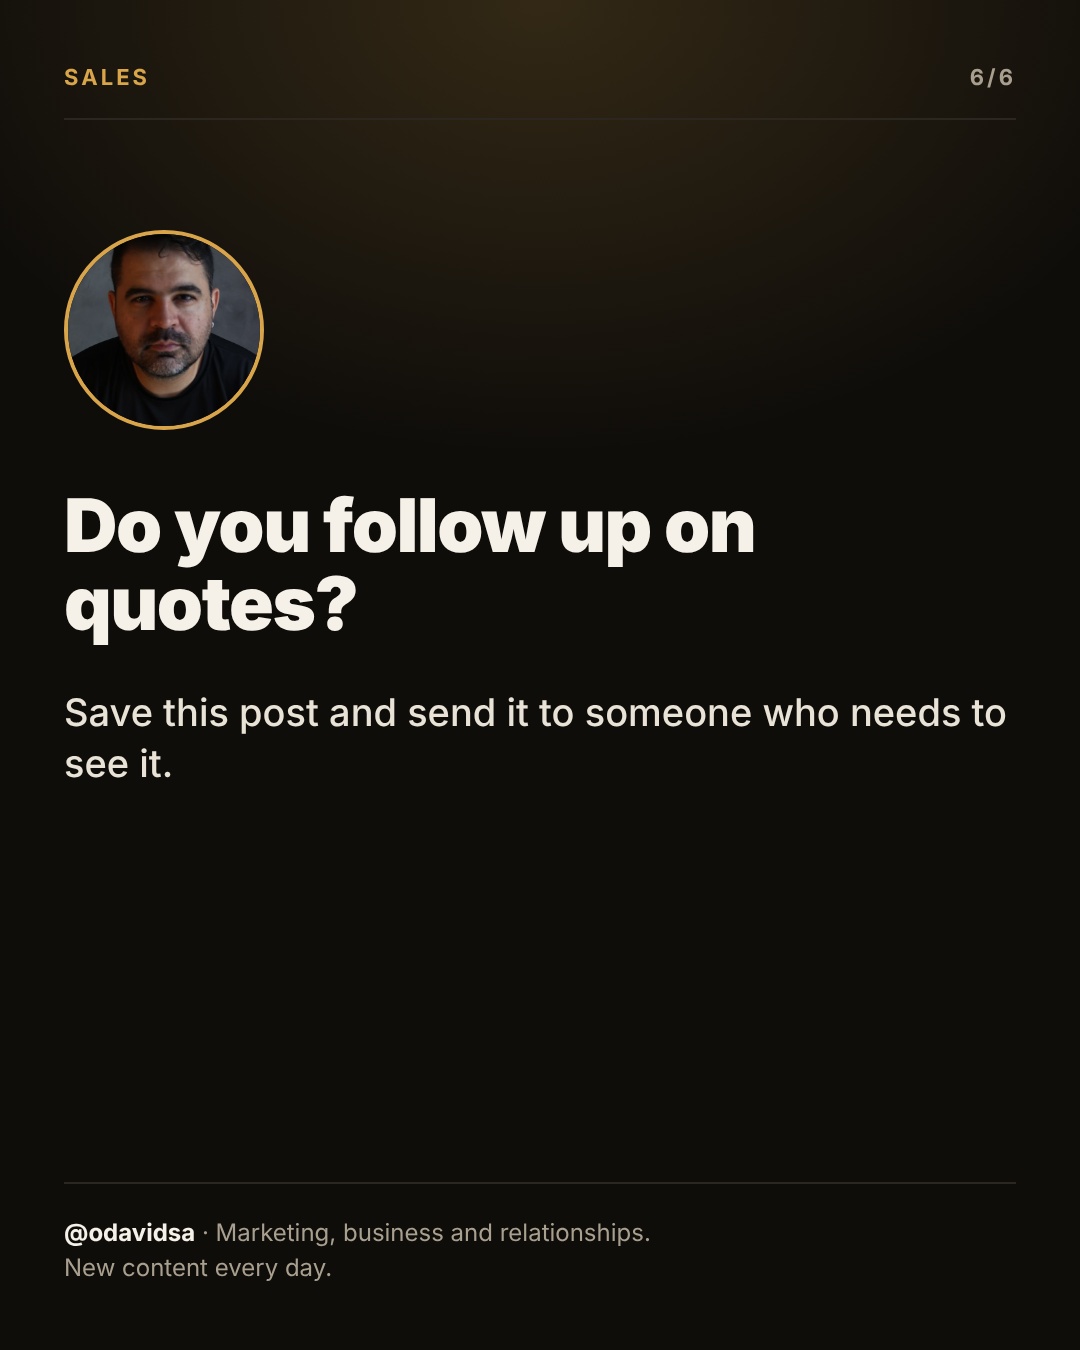 SALES
6/6
Do you follow up on
quotes?
Save this post and send it to someone who needs to
see it.
@odavidsa · Marketing, business and relationships.
New content every day.